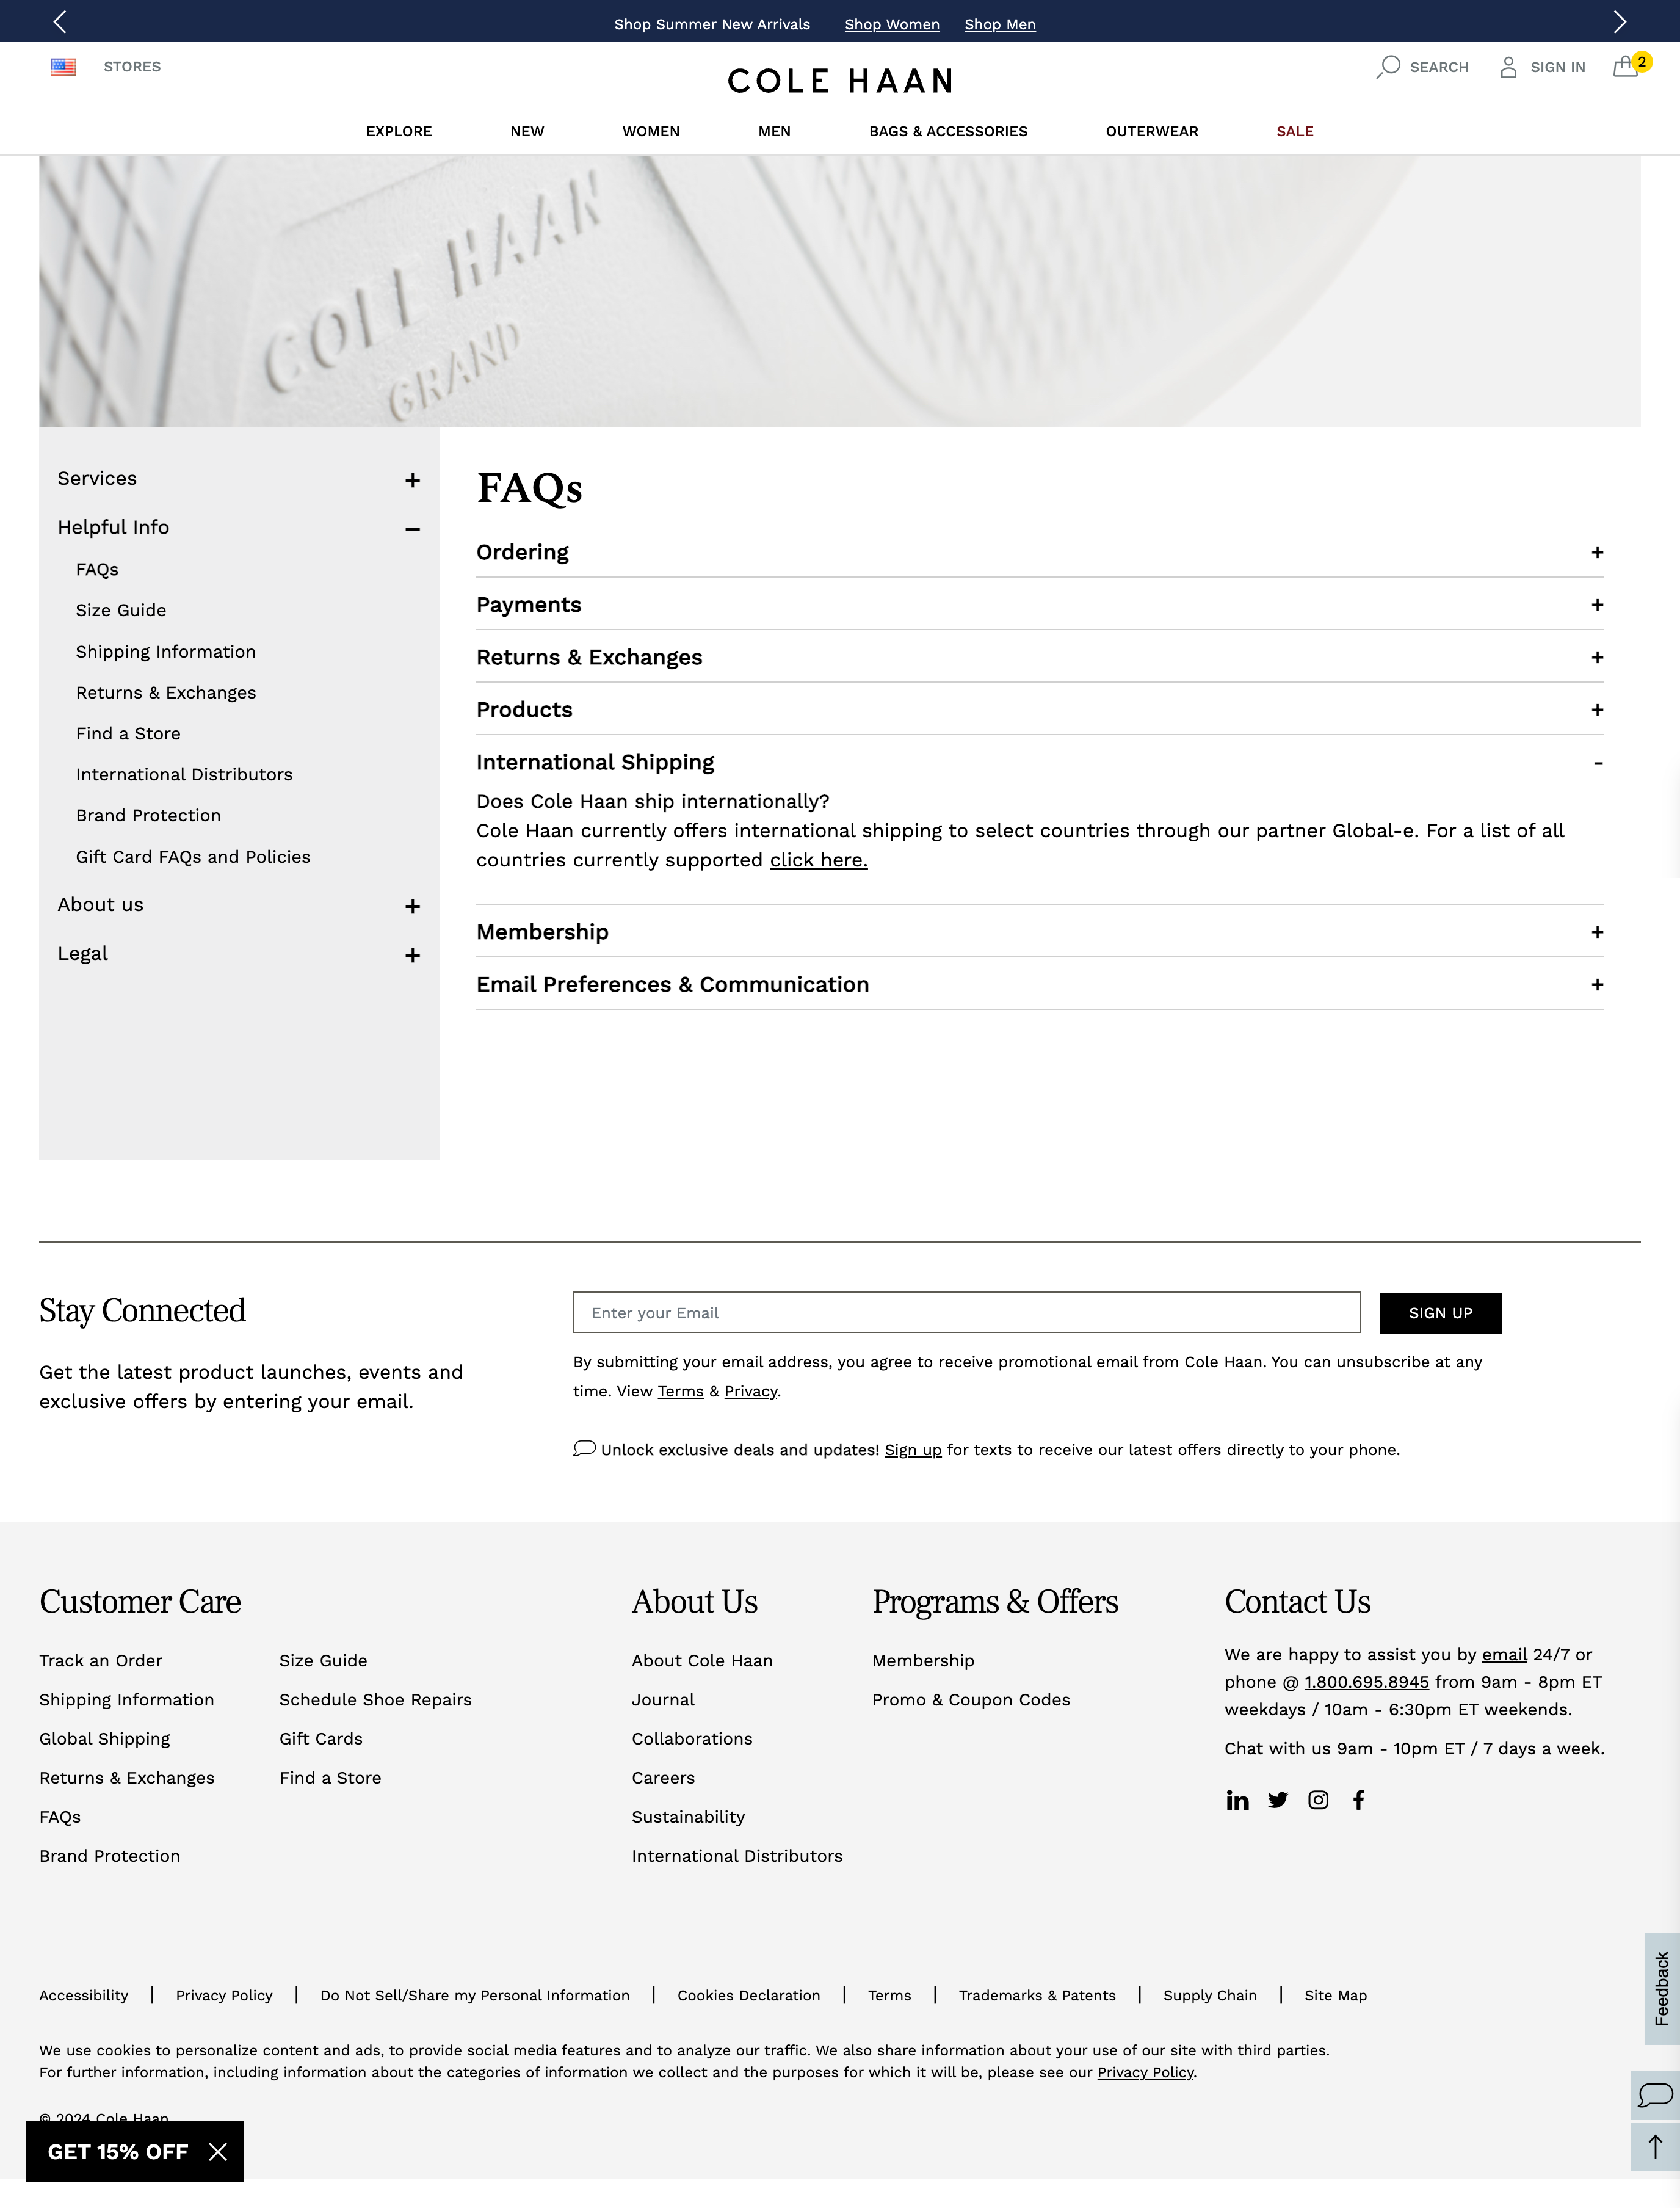 Shop Summer New Arrivals Shop Women Shop Men
STORES
COLE HAAN
SEARCH SIGN IN 2
EXPLORE NEW WOMEN MEN BAGS & ACCESSORIES OUTERWEAR SALE
COLE HAAN
GRAND
Services +
Helpful Info –
FAQs
Size Guide
Shipping Information
Returns & Exchanges
Find a Store
International Distributors
Brand Protection
Gift Card FAQs and Policies
About us +
Legal +
FAQs
Ordering +
Payments +
Returns & Exchanges +
Products +
International Shipping -
Does Cole Haan ship internationally?
Cole Haan currently offers international shipping to select countries through our partner Global-e. For a list of all
countries currently supported click here.
Membership +
Email Preferences & Communication +
Stay Connected
Get the latest product launches, events and
exclusive offers by entering your email.
Enter your Email
SIGN UP
By submitting your email address, you agree to receive promotional email from Cole Haan. You can unsubscribe at any
time. View Terms & Privacy.
Unlock exclusive deals and updates! Sign up for texts to receive our latest offers directly to your phone.
Customer Care
Track an Order
Shipping Information
Global Shipping
Returns & Exchanges
FAQs
Brand Protection
Size Guide
Schedule Shoe Repairs
Gift Cards
Find a Store
About Us
About Cole Haan
Journal
Collaborations
Careers
Sustainability
International Distributors
Programs & Offers
Membership
Promo & Coupon Codes
Contact Us
We are happy to assist you by email 24/7 or
phone @ 1.800.695.8945 from 9am - 8pm ET
weekdays / 10am - 6:30pm ET weekends.
Chat with us 9am - 10pm ET / 7 days a week.
Feedback
Accessibility | Privacy Policy | Do Not Sell/Share my Personal Information | Cookies Declaration | Terms | Trademarks & Patents | Supply Chain | Site Map
We use cookies to personalize content and ads, to provide social media features and to analyze our traffic. We also share information about your use of our site with third parties.
For further information, including information about the categories of information we collect and the purposes for which it will be, please see our Privacy Policy.
© 2024 Cole Haan
GET 15% OFF